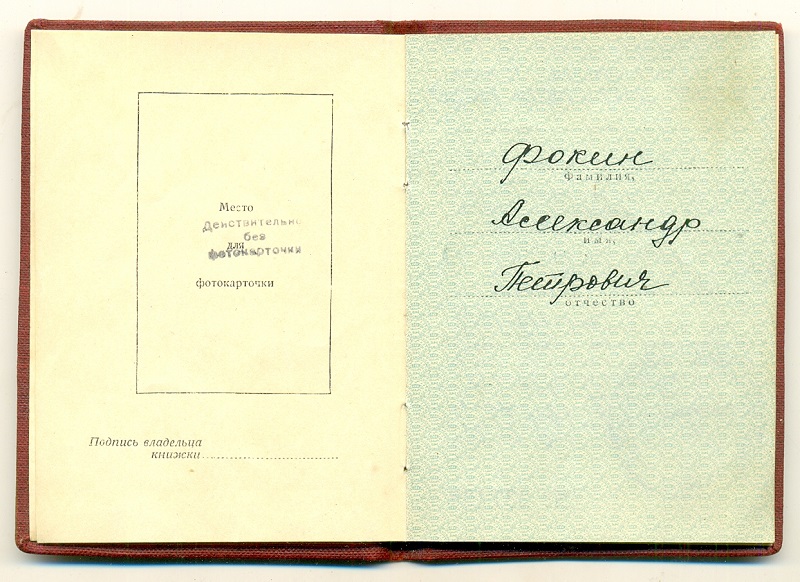 Место
Действительно
без
для
фотокарточки
фотокарточки
Подпись владельца
книжки
Фокин
Фамилия,
Александр
имя,
Петрович
отчество